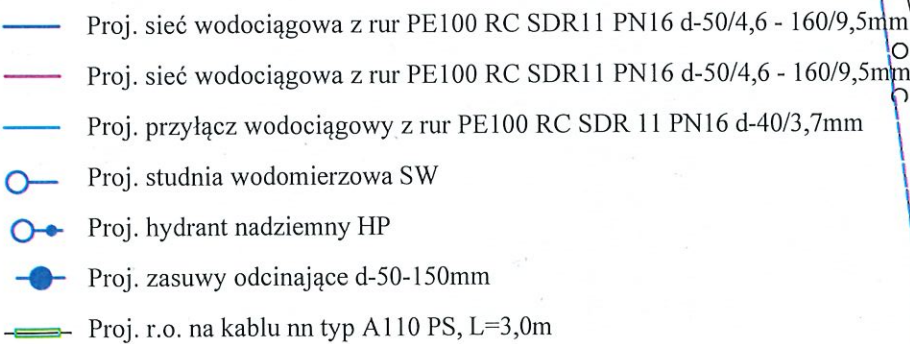 Proj. sieć wodociągowa z rur PE100 RC SDR11 PN16 d-50/4,6 - 160/9,5mm
Proj. sieć wodociągowa z rur PE100 RC SDR11 PN16 d-50/4,6 - 160/9,5mm
Proj. przyłącz wodociągowy z rur PE100 RC SDR 11 PN16 d-40/3,7mm
Proj. studnia wodomierzowa SW
Proj. hydrant nadziemny HP
Proj. zasuwy odcinające d-50-150mm
Proj. r.o. na kablu nn typ A110 PS, L=3,0m